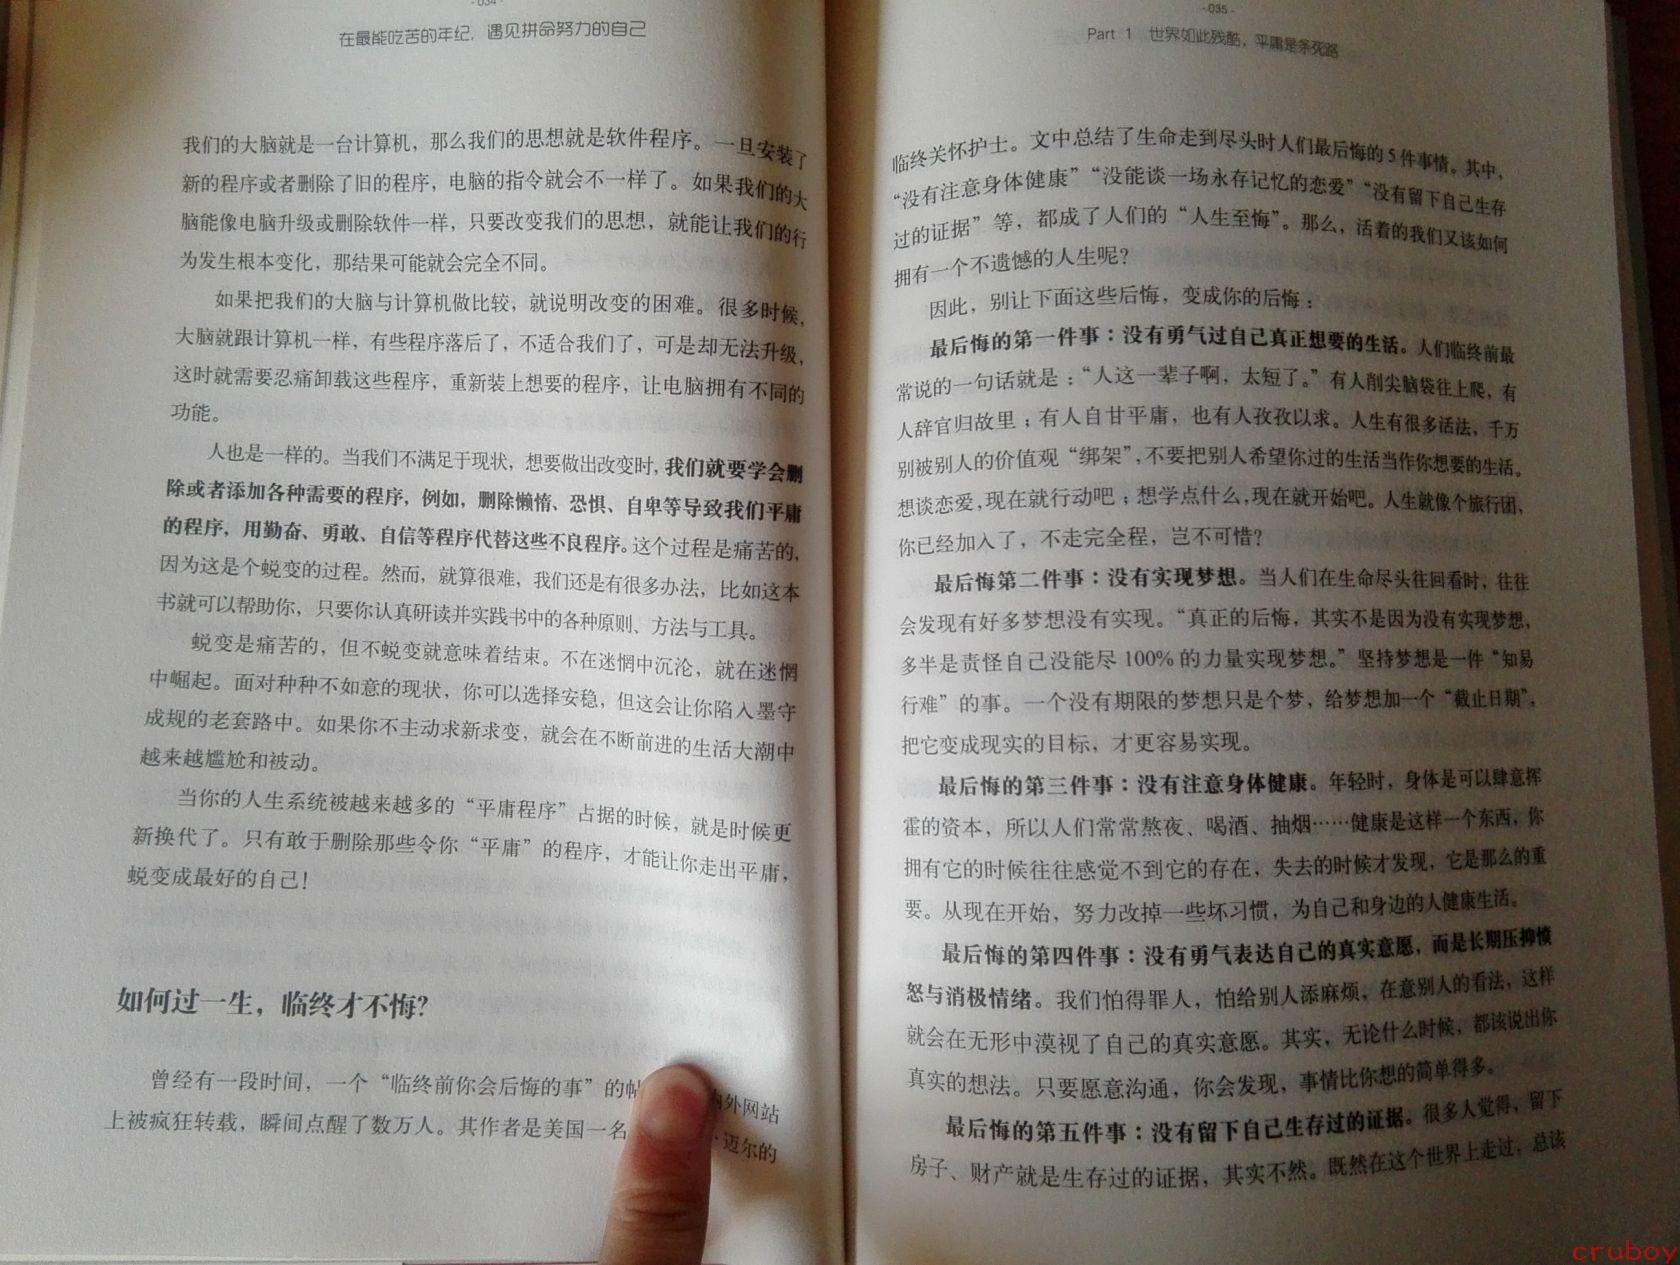 -034-
在最能吃苦的年纪，遇见拼命努力的自己
我们的大脑就是一台计算机，那么我们的思想就是软件程序。一旦安装了
新的程序或者删除了旧的程序，电脑的指令就会不一样了。如果我们的大
脑能像电脑升级或删除软件一样，只要改变我们的思想，就能让我们的行
为发生根本变化，那结果可能就会完全不同。
如果把我们的大脑与计算机做比较，就说明改变的困难。很多时候，
大脑就跟计算机一样，有些程序落后了，不适合我们了，可是却无法升级，
这时就需要忍痛卸载这些程序，重新装上想要的程序，让电脑拥有不同的
功能。
人也是一样的。当我们不满足于现状，想要做出改变时，我们就要学会删
除或者添加各种需要的程序，例如，删除懒惰、恐惧、自卑等导致我们平庸
的程序，用勤奋、勇敢、自信等程序代替这些不良程序。这个过程是痛苦的，
因为这是个蜕变的过程。然而，就算很难，我们还是有很多办法，比如这本
书就可以帮助你，只要你认真研读并实践书中的各种原则、方法与工具。
蜕变是痛苦的，但不蜕变就意味着结束。不在迷惘中沉沦，就在迷惘
中崛起。面对种种不如意的现状，你可以选择安稳，但这会让你陷入墨守
成规的老套路中。如果你不主动求新求变，就会在不断前进的生活大潮中
越来越尴尬和被动。
当你的人生系统被越来越多的“平庸程序”占据的时候，就是时候更
新换代了。只有敢于删除那些令你“平庸”的程序，才能让你走出平庸，
蜕变成最好的自己！
如何过一生，临终才不悔？
曾经有一段时间，一个“临终前你会后悔的事”的 外网站
上被疯狂转载，瞬间点醒了数万人。其作者是美国一名 ·迈尔的
-035-
Part 1 世界如此残酷，平庸是条死路
临终关怀护士。文中总结了生命走到尽头时人们最后悔的5件事情。其中，
“没有注意身体健康”“没能谈一场永存记忆的恋爱”“没有留下自己生存
过的证据”等，都成了人们的“人生至悔”。那么，活着的我们又该如何
拥有一个不遗憾的人生呢？
因此，别让下面这些后悔，变成你的后悔：
最后悔的第一件事：没有勇气过自己真正想要的生活。人们临终前最
常说的一句话就是：“人这一辈子啊，太短了。”有人削尖脑袋往上爬，有
人辞官归故里；有人自甘平庸，也有人孜孜以求。人生有很多活法，千万
别被别人的价值观“绑架”，不要把别人希望你过的生活当作你想要的生活。
想谈恋爱，现在就行动吧；想学点什么，现在就开始吧。人生就像个旅行团，
你已经加入了，不走完全程，岂不可惜？
最后悔第二件事：没有实现梦想。当人们在生命尽头往回看时，往往
会发现有好多梦想没有实现。“真正的后悔，其实不是因为没有实现梦想，
多半是责怪自己没能尽100%的力量实现梦想。”坚持梦想是一件“知易
行难”的事。一个没有期限的梦想只是个梦，给梦想加一个“截止日期”，
把它变成现实的目标，才更容易实现。
最后悔的第三件事：没有注意身体健康。年轻时，身体是可以肆意挥
霍的资本，所以人们常常熬夜、喝酒、抽烟……健康是这样一个东西，你
拥有它的时候往往感觉不到它的存在，失去的时候才发现，它是那么的重
要。从现在开始，努力改掉一些坏习惯，为自己和身边的人健康生活。
最后悔的第四件事：没有勇气表达自己的真实意愿，而是长期压抑愤
怒与消极情绪。我们怕得罪人，怕给别人添麻烦，在意别人的看法，这样
就会在无形中漠视了自己的真实意愿。其实，无论什么时候，都该说出你
真实的想法。只要愿意沟通，你会发现，事情比你想的简单得多。
最后悔的第五件事：没有留下自己生存过的证据。很多人觉得，留下
房子、财产就是生存过的证据，其实不然。既然在这个世界上走过，总该
cruboy